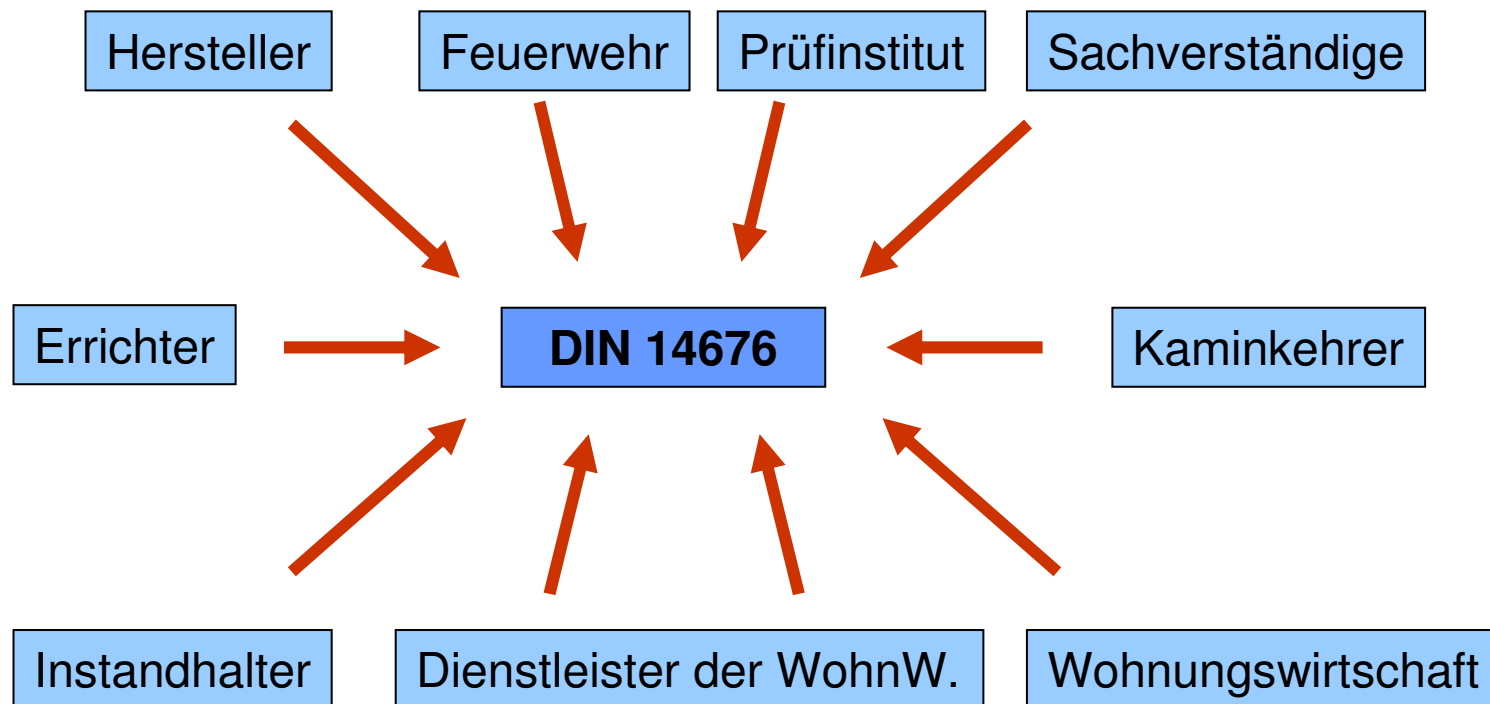 Hersteller
Feuerwehr
Prüfinstitut
Sachverständige
Errichter
DIN 14676
Kaminkehrer
Instandhalter
Dienstleister der WohnW.
Wohnungswirtschaft